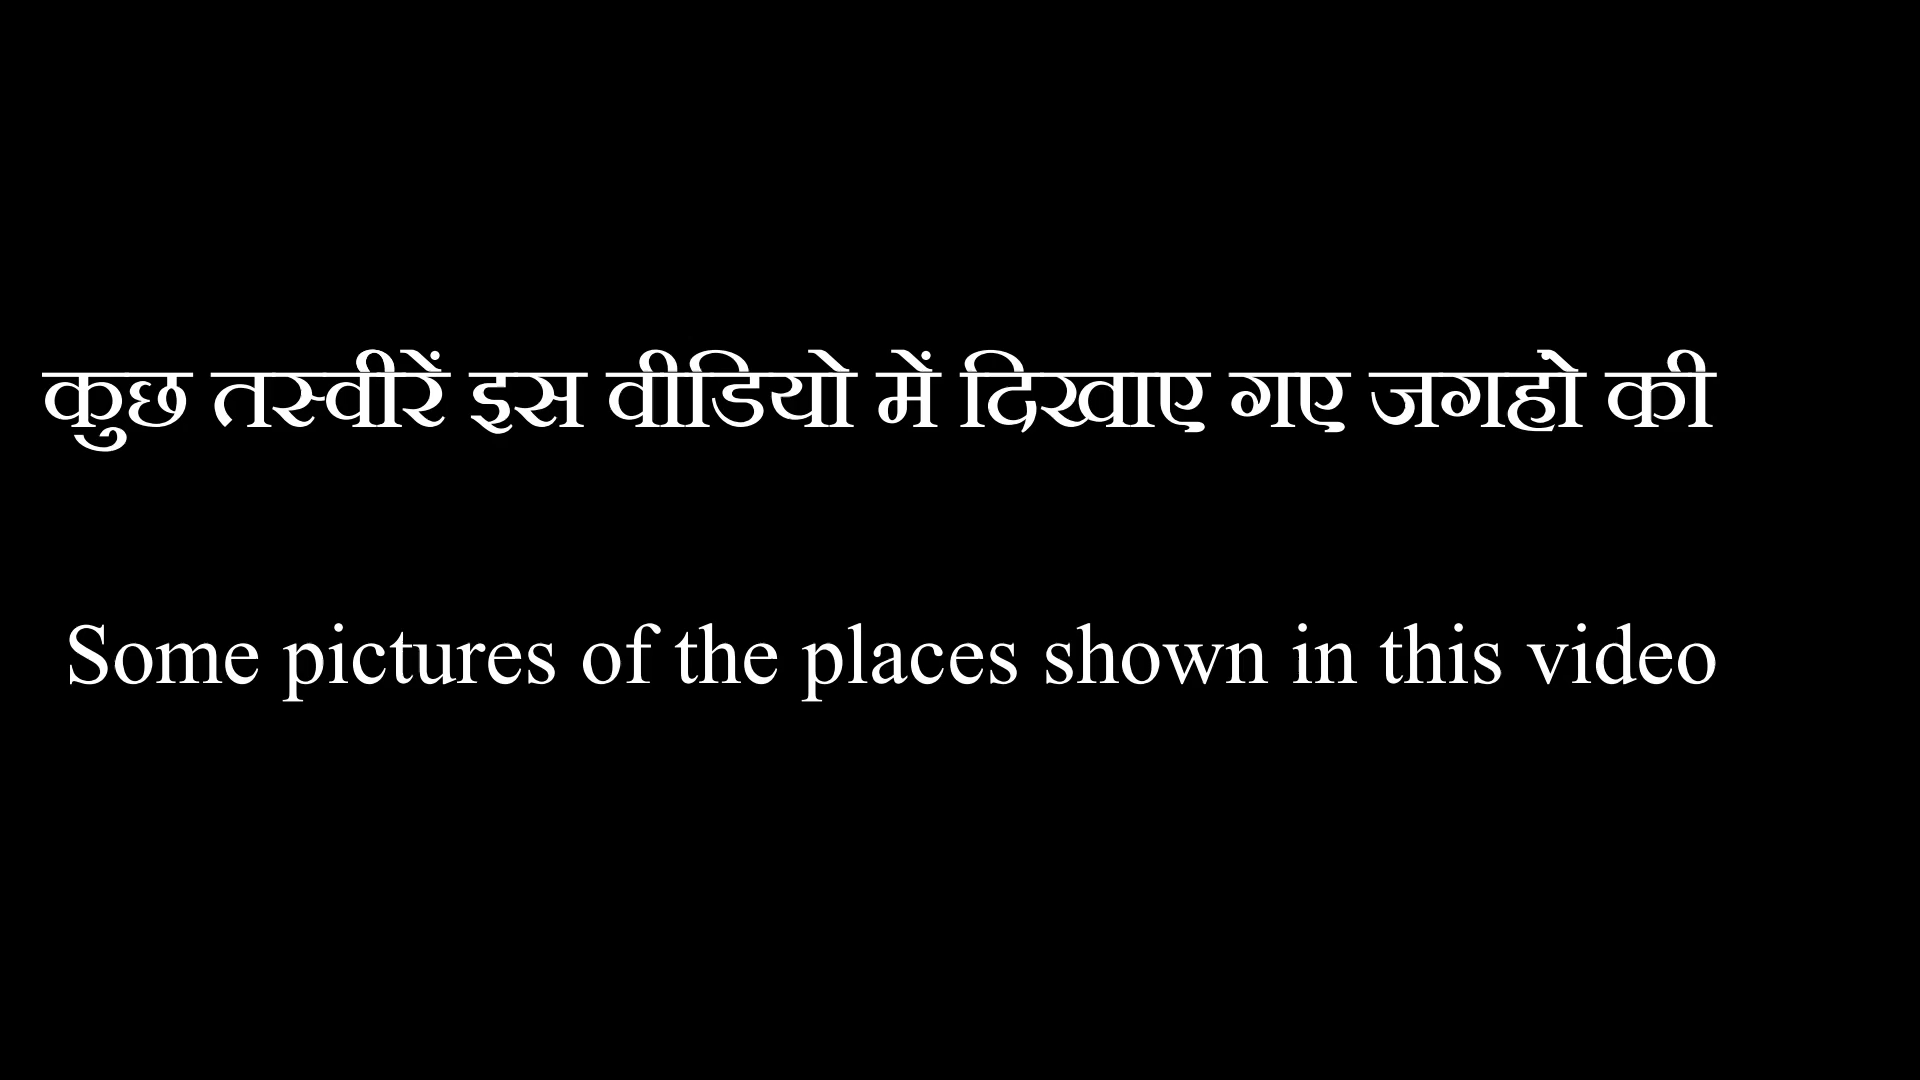 कुछ तस्वीरें इस वीडियो में दिखाए गए जगहो की
Some pictures of the places shown in this video